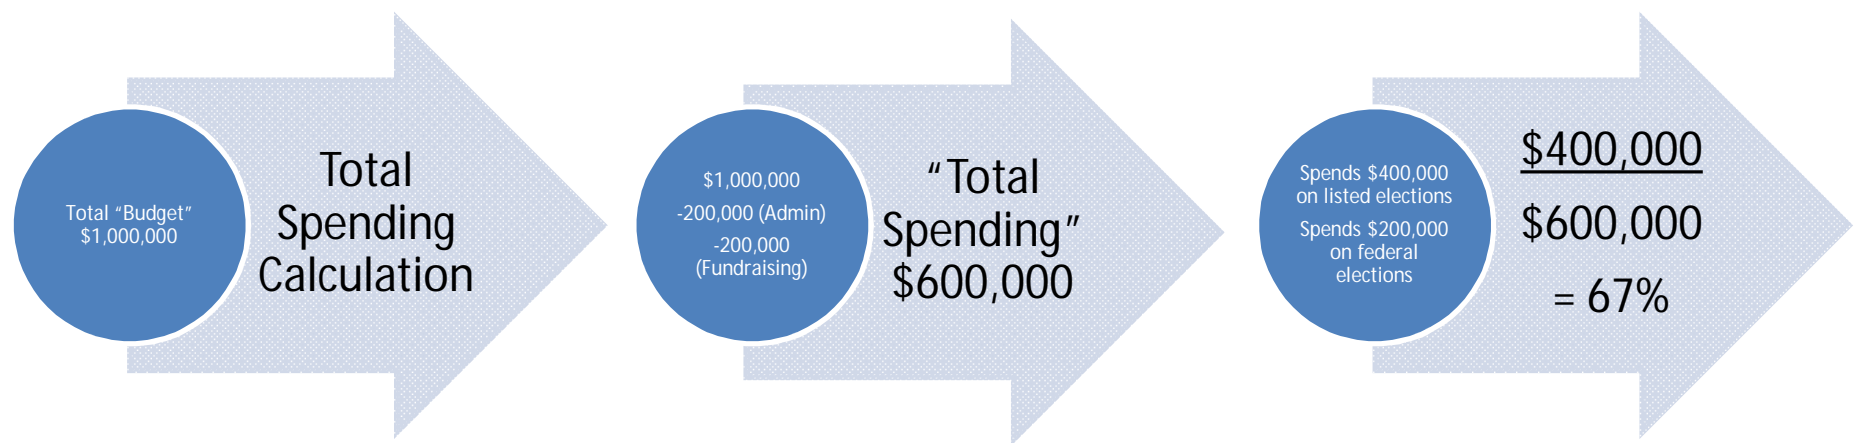 Total “Budget”
$1,000,000
Total
Spending
Calculation
$1,000,000
-200,000 (Admin)
-200,000
(Fundraising)
“Total
Spending”
$600,000
Spends $400,000
on listed elections
Spends $200,000
on federal
elections
$400,000
$600,000
= 67%